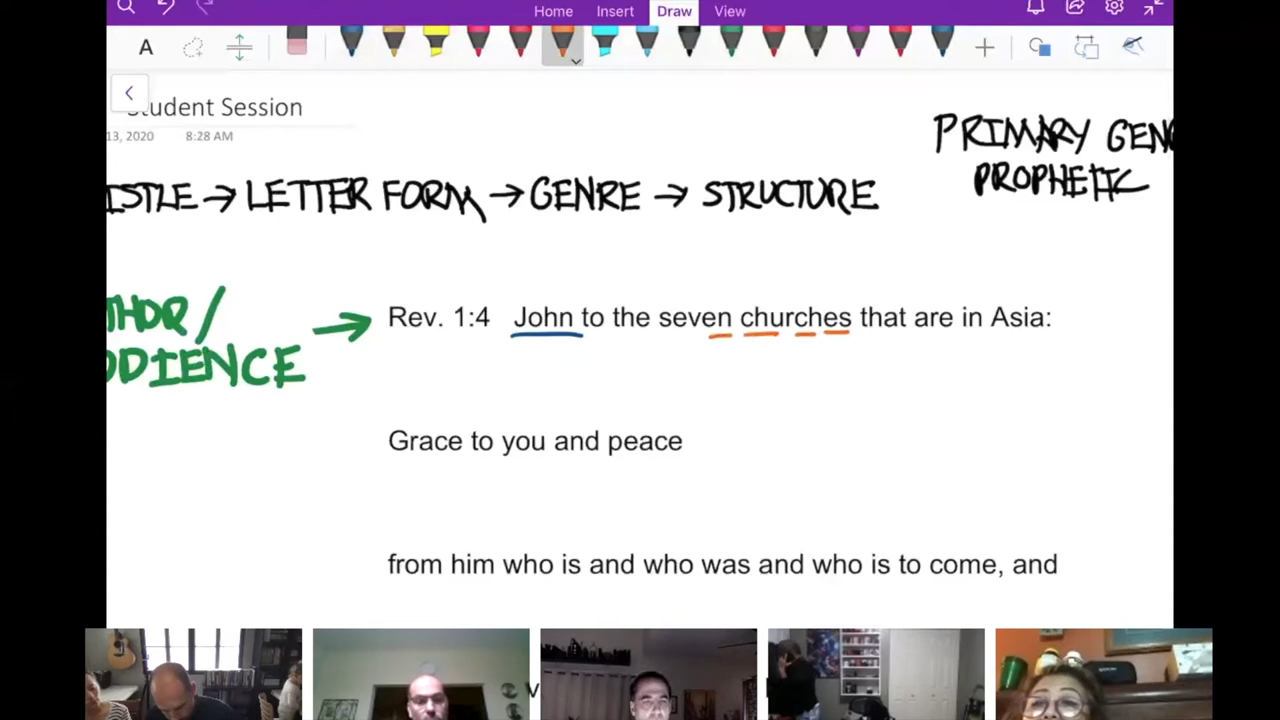 Home Insert Draw View
A
Student Session
13, 2020 8:28 AM
PRIMARY GEN
PROPHETIC
ISTLE → LETTER FORM → GENRE → STRUCTURE
THOR/
UDIENCE →
Rev. 1:4 John to the seven churches that are in Asia:
Grace to you and peace
from him who is and who was and who is to come, and